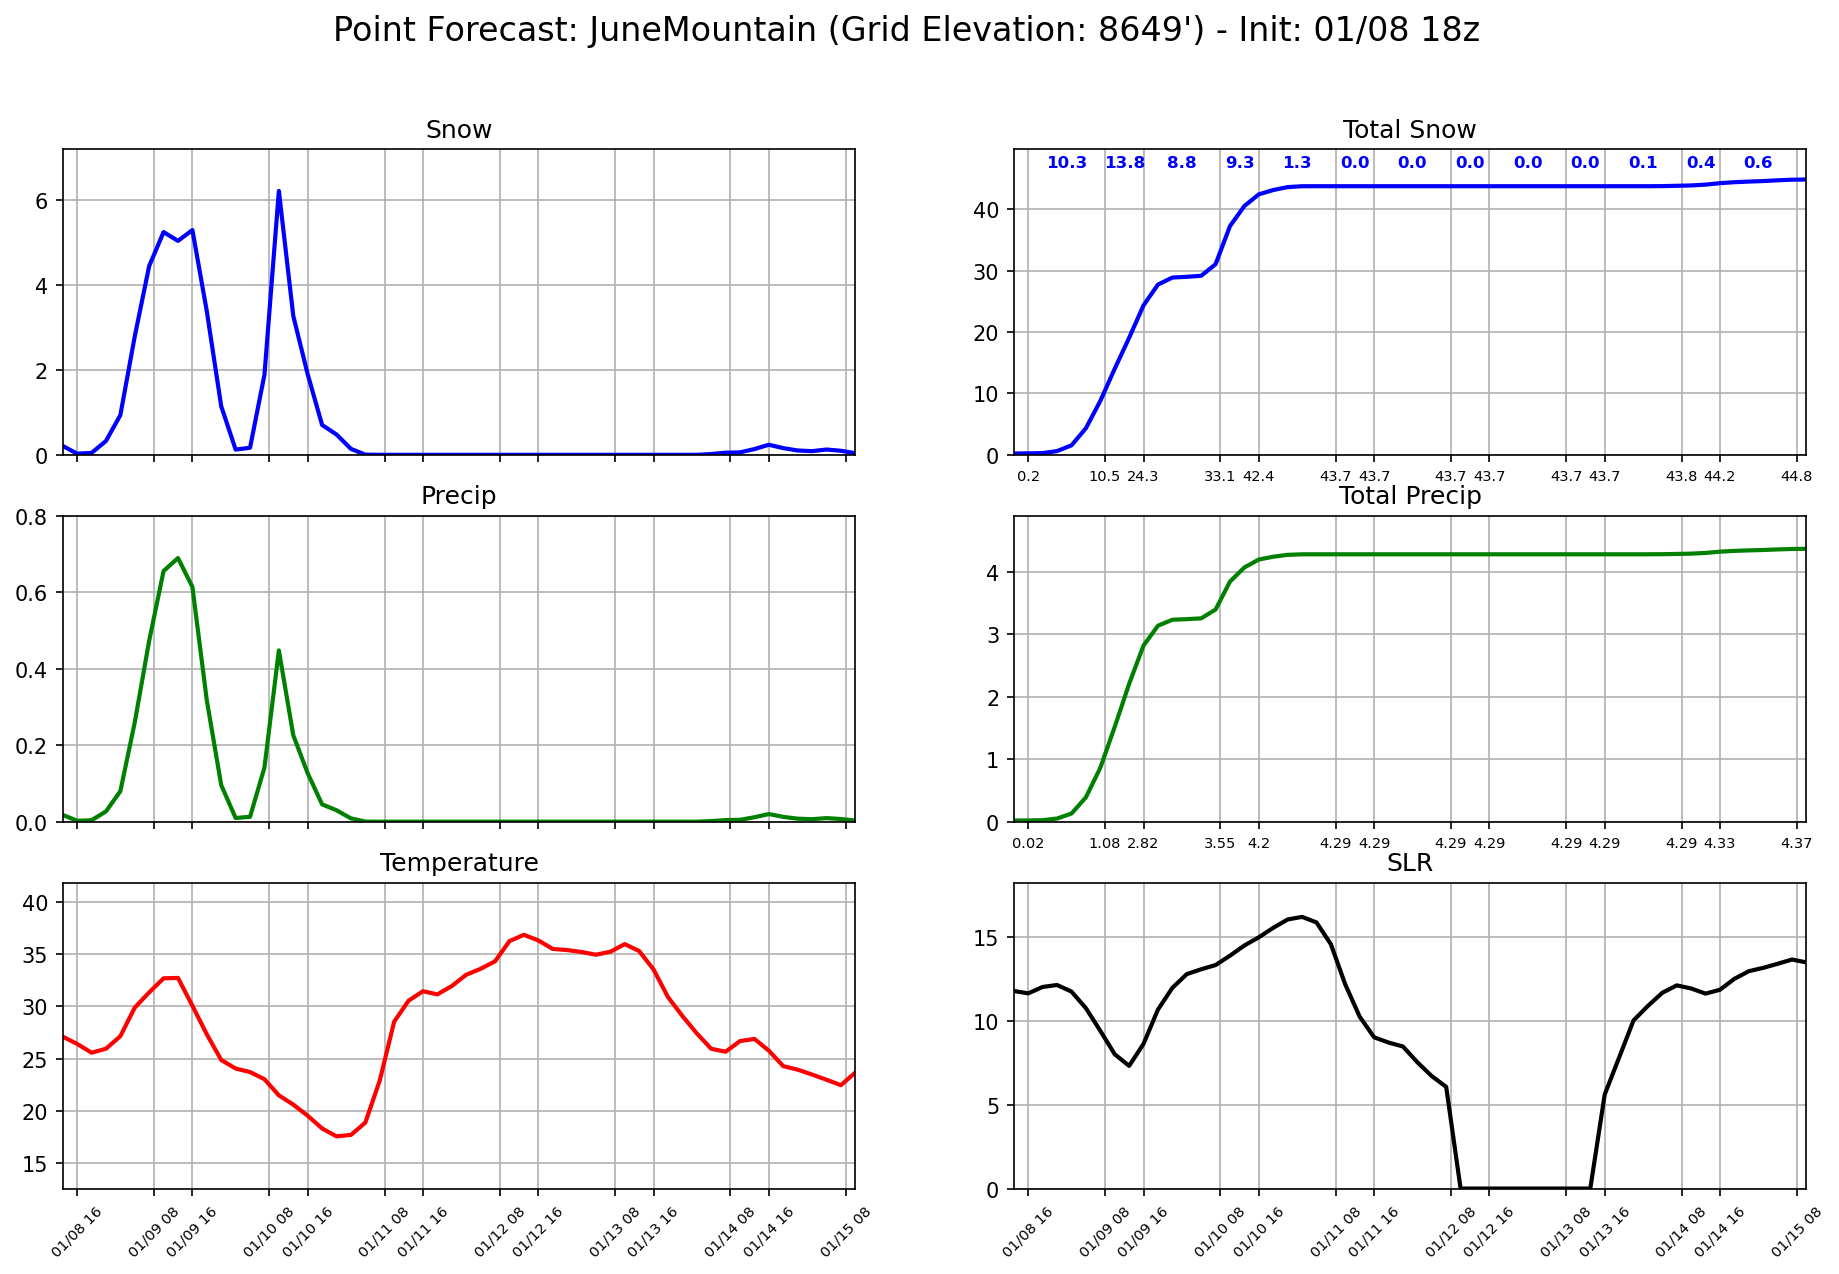 Point Forecast: JuneMountain (Grid Elevation: 8649') - Init: 01/08 18z
Snow
6
4
2
0
Total Snow
10.3 13.8 8.8 9.3 1.3 0.0 0.0 0.0 0.0 0.0 0.1 0.4 0.6
40
30
20
10
0
0.2 10.5 24.3 33.1 42.4 43.7 43.7 43.7 43.7 43.7 43.7 43.8 44.2 44.8
Precip
0.8
0.6
0.4
0.2
0.0
Total Precip
4
3
2
1
0
0.02 1.08 2.82 3.55 4.2 4.29 4.29 4.29 4.29 4.29 4.29 4.29 4.33 4.37
Temperature
40
35
30
25
20
15
01/08 16 01/09 08 01/09 16 01/10 08 01/10 16 01/11 08 01/11 16 01/12 08 01/12 16 01/13 08 01/13 16 01/14 08 01/14 16 01/15 08
SLR
15
10
5
0
01/08 16 01/09 08 01/09 16 01/10 08 01/10 16 01/11 08 01/11 16 01/12 08 01/12 16 01/13 08 01/13 16 01/14 08 01/14 16 01/15 08